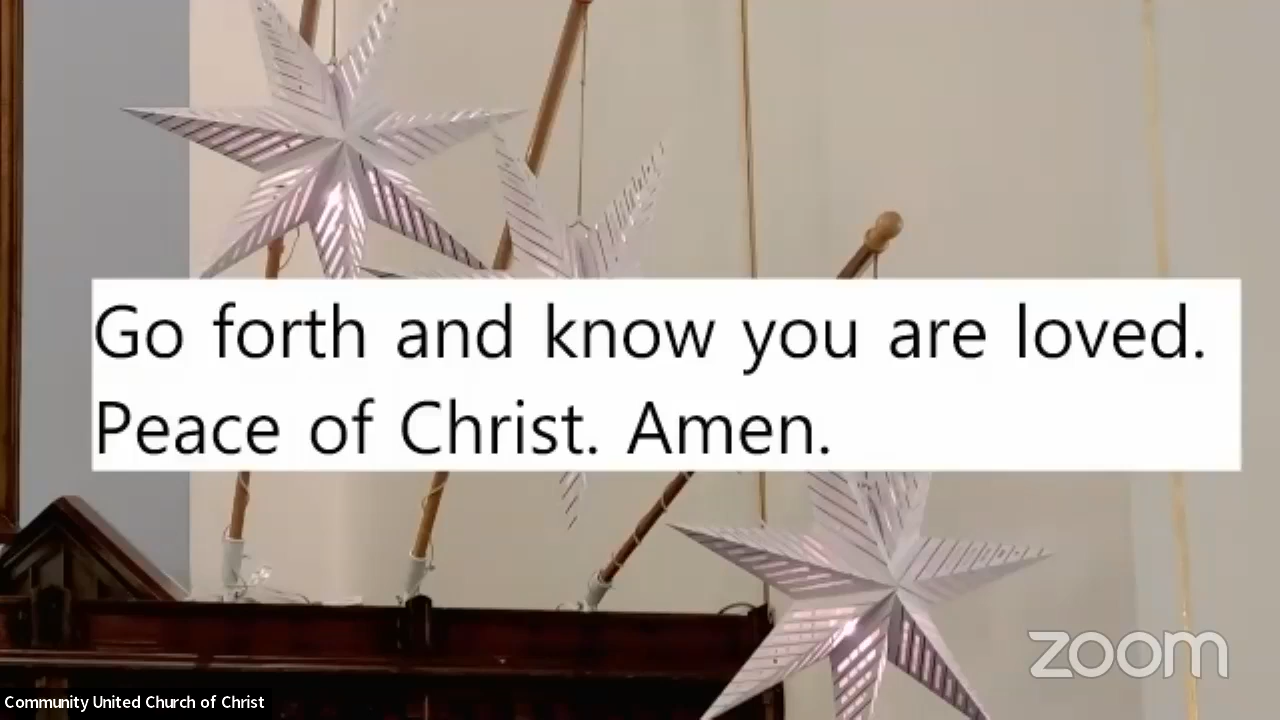 Go forth and know you are loved.
Peace of Christ. Amen.
zoom
Community United Church of Christ